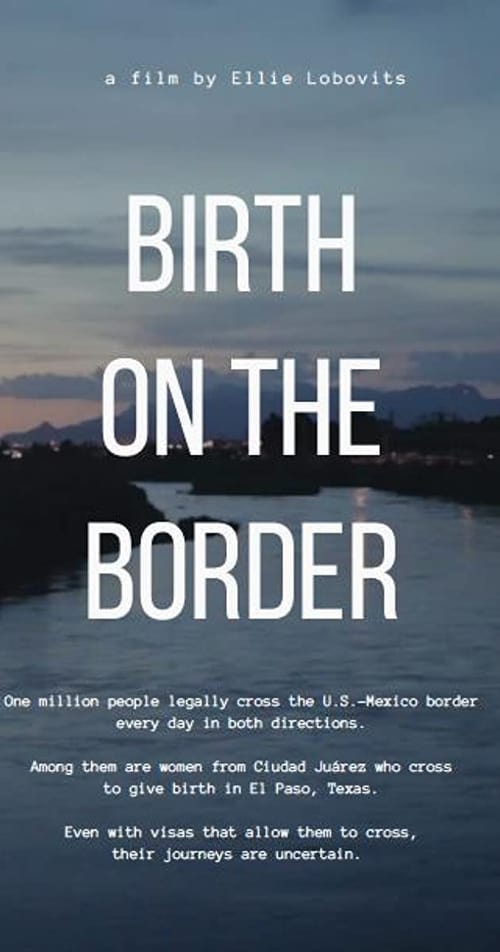 a film by Ellie Lobovits
BIRTH
ON THE
BORDER
One million people legally cross the U.S.-Mexico border
every day in both directions.
Among them are women from Ciudad Juárez who cross
to give birth in El Paso, Texas.
Even with visas that allow them to cross,
their journeys are uncertain.